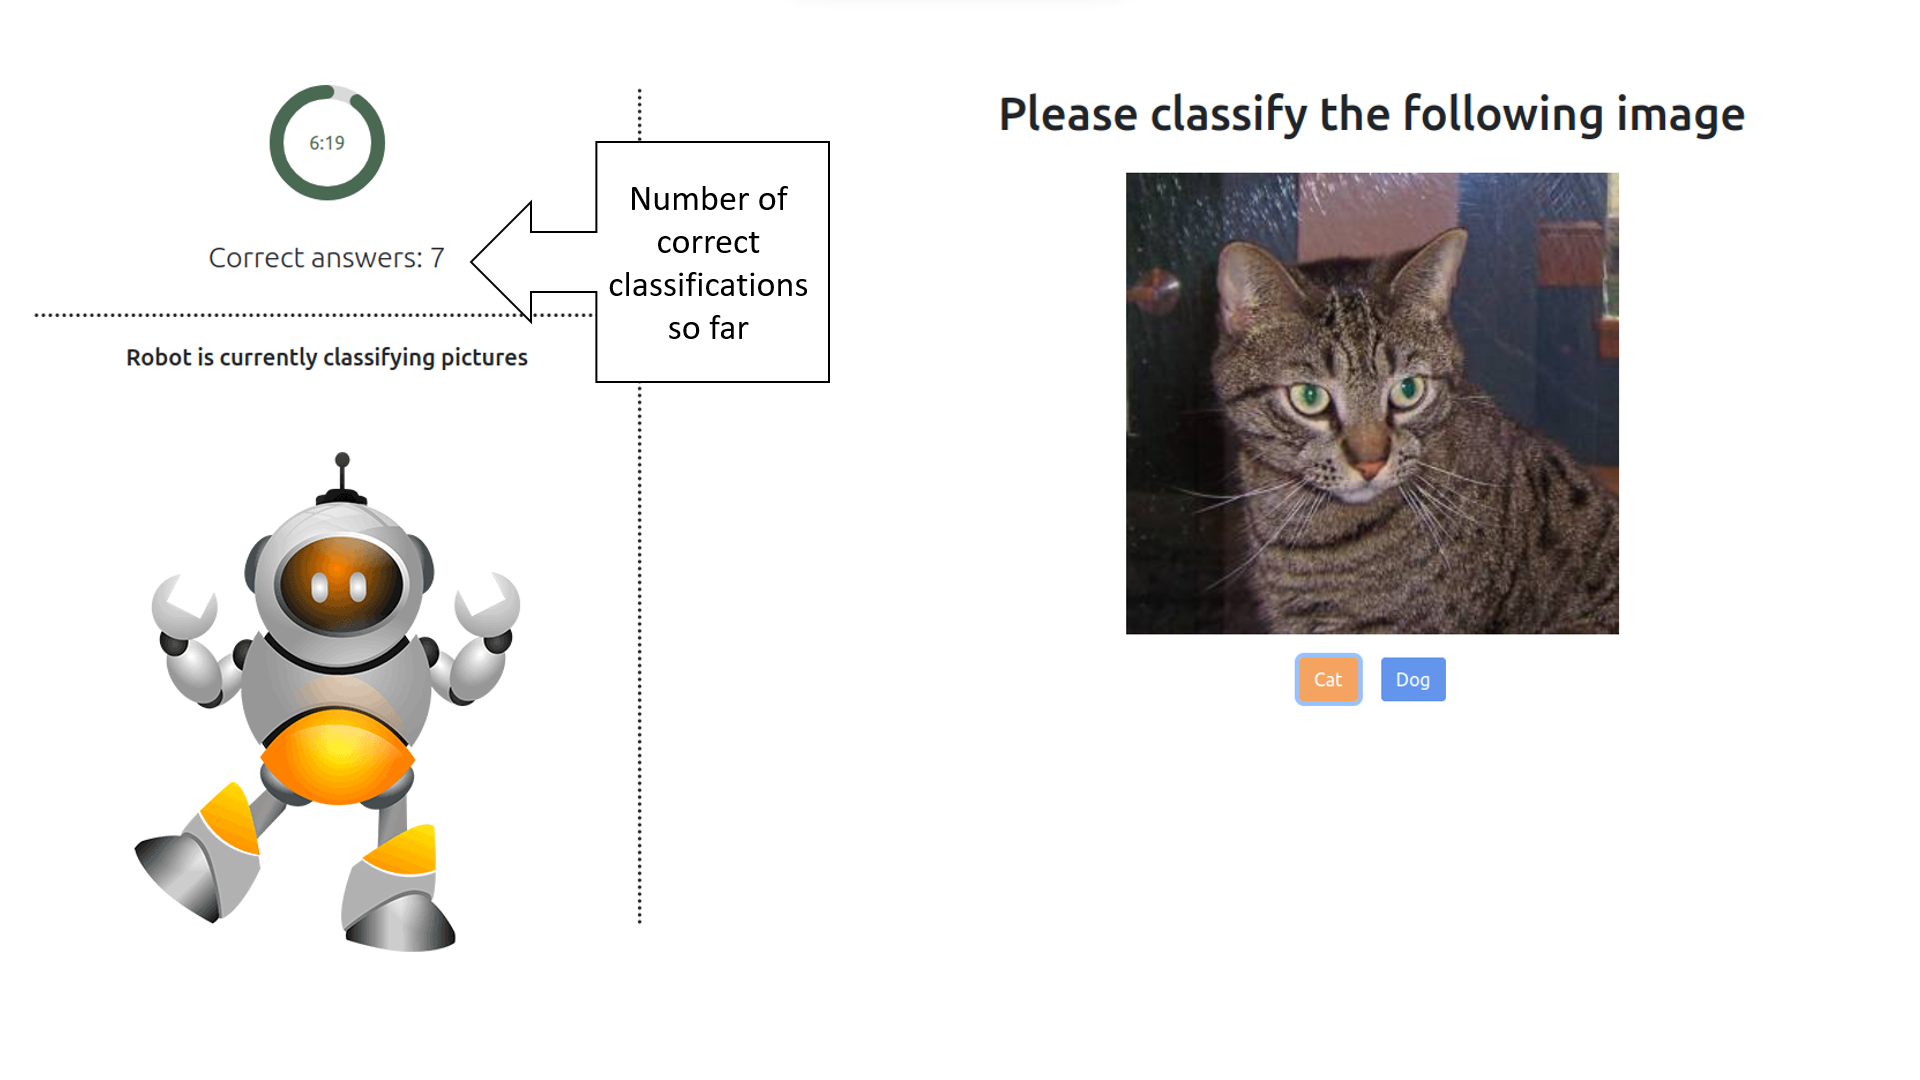 6:19
Correct answers: 7
Robot is currently classifying pictures
Number of
correct
classifications
so far
Please classify the following image
Cat
Dog